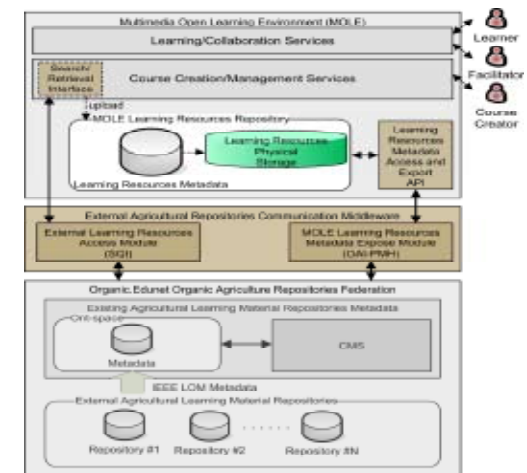 Multimedia Open Learning Environment (MOLE)
Learning/Collaboration Services
Search/
Retrieval
Interface
Course Creation/Management Services
upload
MOLE Learning Resources Repository
Learning Resources
Physical
Storage
Learning Resources Metadata
Learning
Resources
Metadata
Access and
Export
API
Learner
Facilitator
Course
Creator
External Agricultural Repositories Communication Middleware
External Learning Resources
Access Module
(SQI)
MOLE Learning Resources
Metadata Expose Module
(OAI-PMH)
Organic.Edunet Organic Agriculture Repositories Federation
Existing Agricultural Learning Material Repositories Metadata
Ont-space
Metadata
CMS
IEEE LOM Metadata
External Agricultural Learning Material Repositories
Repository #1
Repository #2
......
Repository #N